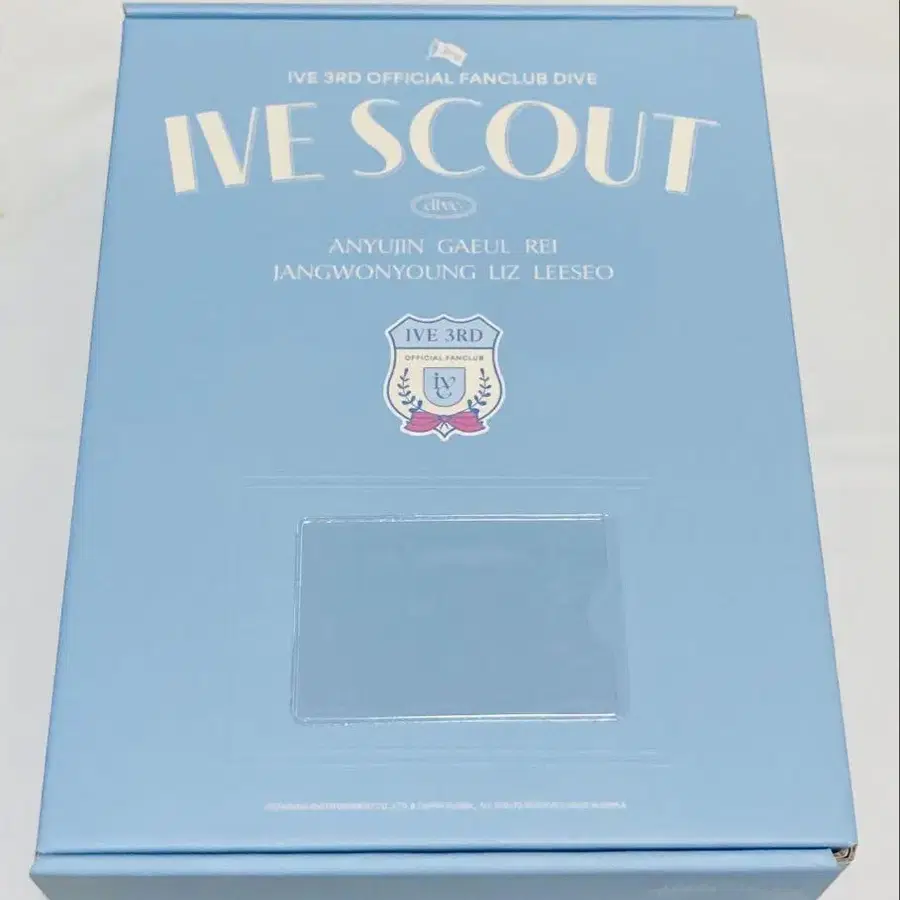 IVE 3RD OFFICIAL FANCLUB DIVE
IVE SCOUT
dive
ANYUJIN GAEUL REI
JANGWONYOUNG LIZ LEESEO
IVE 3RD
OFFICIAL FANCLUB
ive